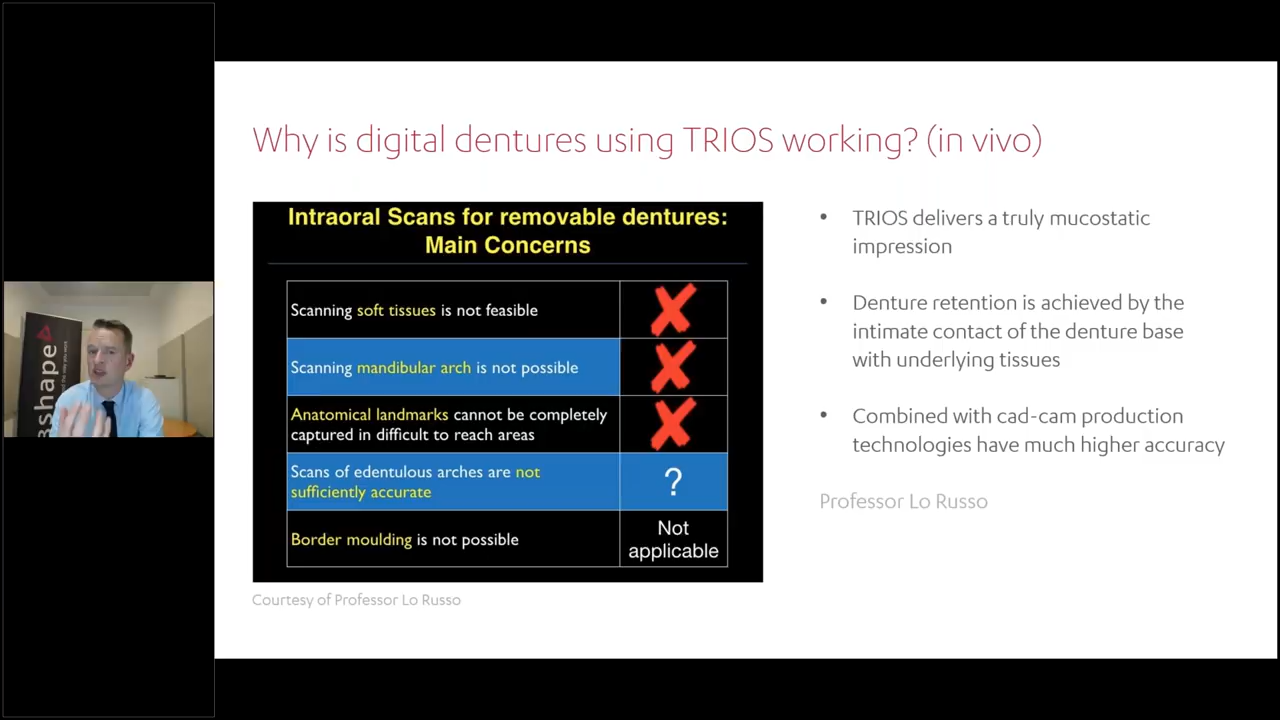 Why is digital dentures using TRIOS working? (in vivo)
Intraoral Scans for removable dentures:
Main Concerns
Scanning soft tissues is not feasible
Scanning mandibular arch is not possible
Anatomical landmarks cannot be completely
captured in difficult to reach areas
Scans of edentulous arches are not
sufficiently accurate
?
Border moulding is not possible
Not
applicable
Courtesy of Professor Lo Russo
• TRIOS delivers a truly mucostatic
impression
• Denture retention is achieved by the
intimate contact of the denture base
with underlying tissues
• Combined with cad-cam production
technologies have much higher accuracy
Professor Lo Russo
3shape